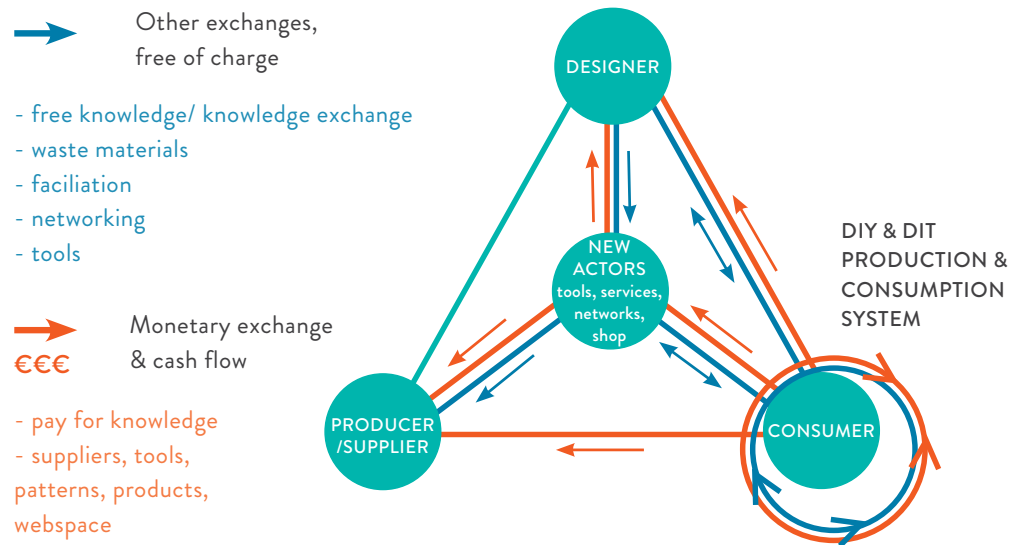 Other exchanges,
free of charge
- free knowledge/ knowledge exchange
- waste materials
- faciliation
- networking
- tools
€€€
Monetary exchange
& cash flow
- pay for knowledge
- suppliers, tools,
patterns, products,
webspace
DESIGNER
NEW
ACTORS
tools, services,
networks,
shop
PRODUCER
/SUPPLIER
CONSUMER
DIY & DIT
PRODUCTION &
CONSUMPTION
SYSTEM